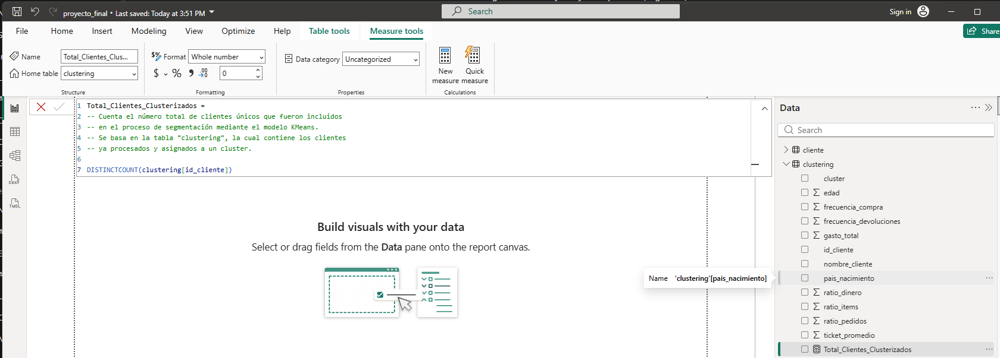 proyecto_final • Last saved: Today at 3:51 PM
Search
Sign in
File
Home
Insert
Modeling
View
Optimize
Help
Table tools
Measure tools
Share
Name
Total_Clientes_Clus...
Home table
clustering
Structure
Format
Whole number
$
%
0
Formatting
Data category
Uncategorized
Properties
New measure
Quick measure
Calculations
1 Total_Clientes_Clusterizados =
2 -- Cuenta el número total de clientes únicos que fueron incluidos
3 -- en el proceso de segmentación mediante el modelo KMeans.
4 -- Se basa en la tabla "clustering", la cual contiene los clientes
5 -- ya procesados y asignados a un cluster.
6
7 DISTINCTCOUNT(clustering[id_cliente])
DAX
TMDL
Build visuals with your data
Select or drag fields from the Data pane onto the report canvas.
Name 'clustering'[pais_nacimiento]
Data
Search
cliente
clustering
cluster
edad
frecuencia_compra
frecuencia_devoluciones
gasto_total
id_cliente
nombre_cliente
pais_nacimiento
ratio_dinero
ratio_items
ratio_pedidos
ticket_promedio
Total_Clientes_Clusterizados